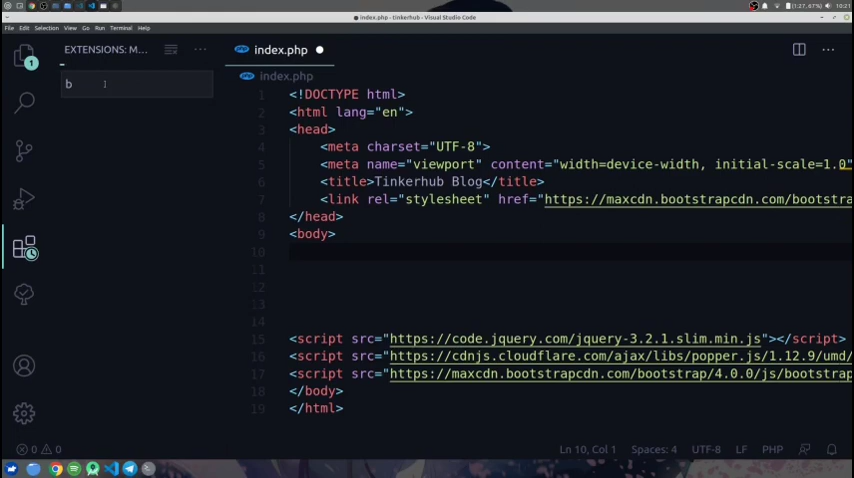 (1:27, 67%) 10:21
● index.php - tinkerhub - Visual Studio Code
File Edit Selection View Go Run Terminal Help
EXTENSIONS: M... ...
index.php ●
1
b
index.php
1 <!DOCTYPE html>
2 <html lang="en">
3 <head>
4 <meta charset="UTF-8">
5 <meta name="viewport" content="width=device-width, initial-scale=1.0"
6 <title>Tinkerhub Blog</title>
7 <link rel="stylesheet" href="https://maxcdn.bootstrapcdn.com/bootstra
8 </head>
9 <body>
10
11
12
13
14
15 <script src="https://code.jquery.com/jquery-3.2.1.slim.min.js"></script>
16 <script src="https://cdnjs.cloudflare.com/ajax/libs/popper.js/1.12.9/umd/
17 <script src="https://maxcdn.bootstrapcdn.com/bootstrap/4.0.0/js/bootstrap
18 </body>
19 </html>
0 0 Ln 10, Col 1 Spaces: 4 UTF-8 LF PHP